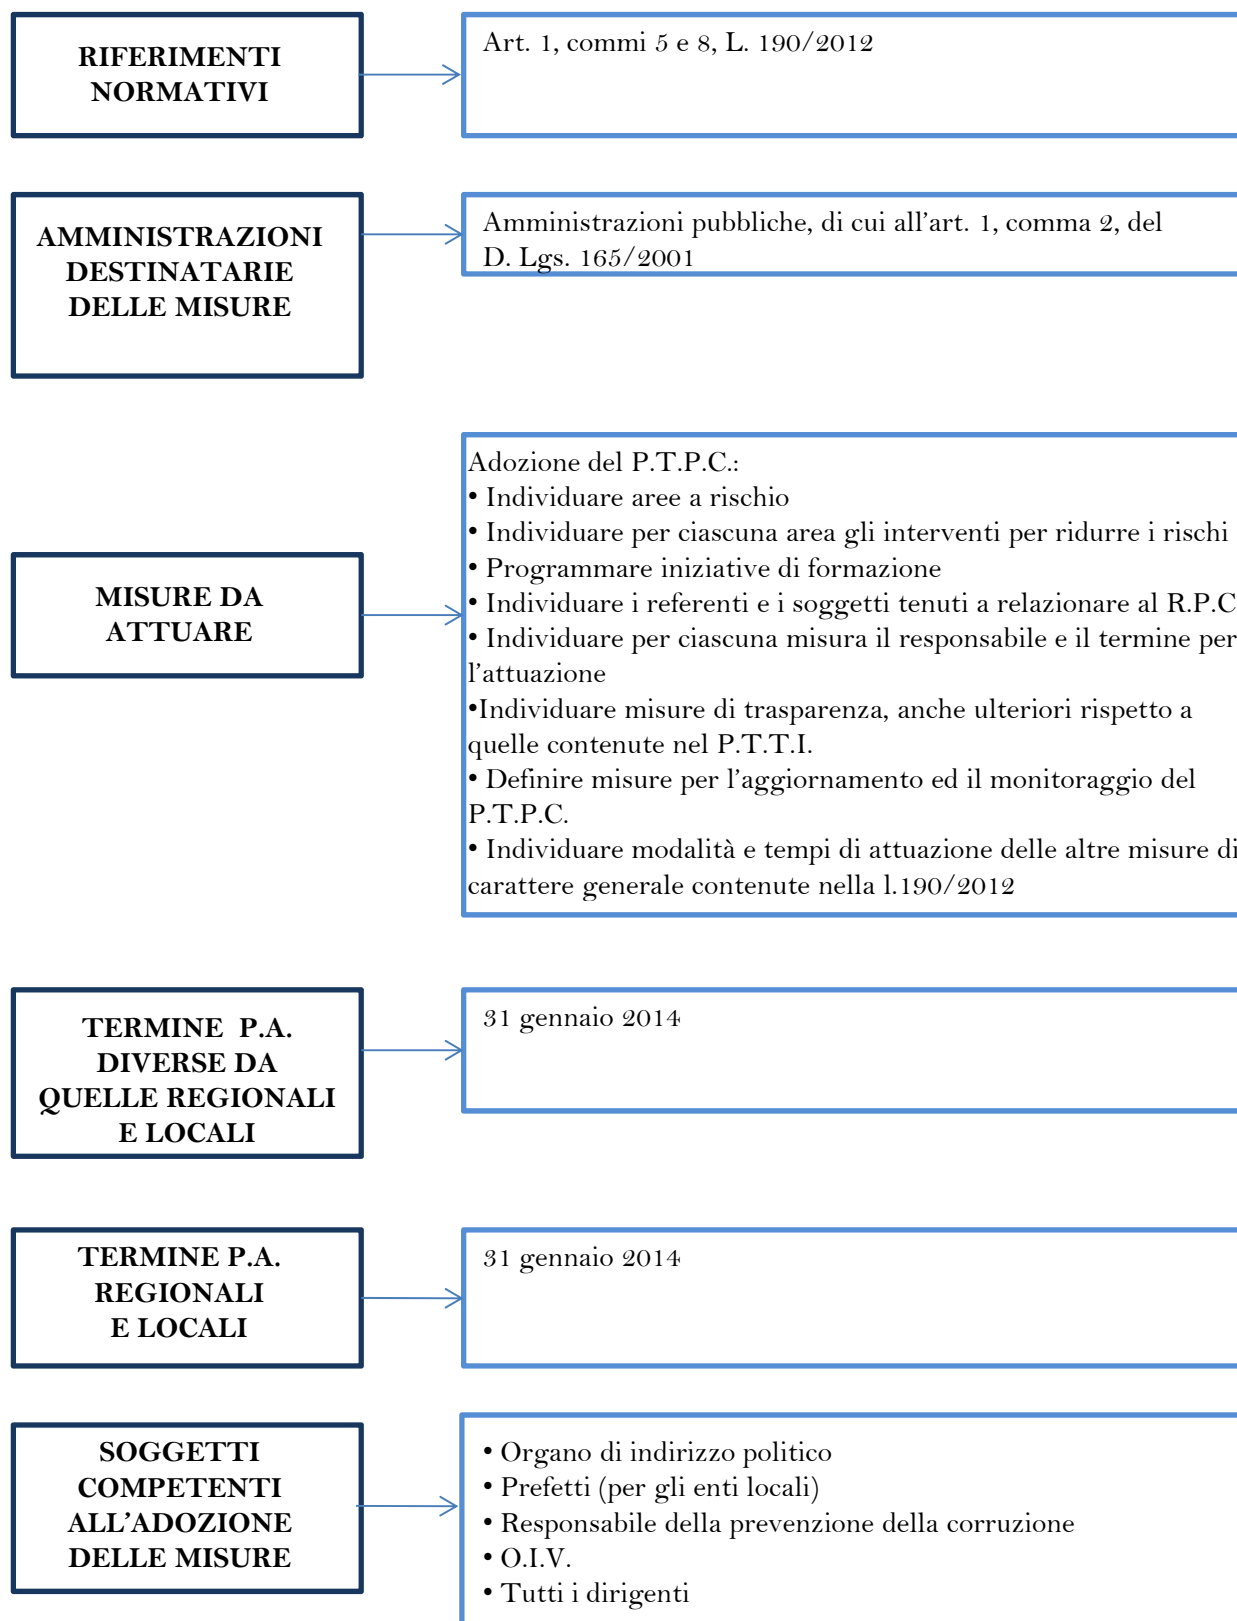 RIFERIMENTI
NORMATIVI
Art. 1, commi 5 e 8, L. 190/2012
AMMINISTRAZIONI
DESTINATARIE
DELLE MISURE
Amministrazioni pubbliche, di cui all’art. 1, comma 2, del
D. Lgs. 165/2001
MISURE DA
ATTUARE
Adozione del P.T.P.C.:
• Individuare aree a rischio
• Individuare per ciascuna area gli interventi per ridurre i rischi
• Programmare iniziative di formazione
• Individuare i referenti e i soggetti tenuti a relazionare al R.P.C
• Individuare per ciascuna misura il responsabile e il termine per
l’attuazione
•Individuare misure di trasparenza, anche ulteriori rispetto a
quelle contenute nel P.T.T.I.
• Definire misure per l’aggiornamento ed il monitoraggio del
P.T.P.C.
• Individuare modalità e tempi di attuazione delle altre misure di
carattere generale contenute nella l.190/2012
TERMINE P.A.
DIVERSE DA
QUELLE REGIONALI
E LOCALI
31 gennaio 2014
TERMINE P.A.
REGIONALI
E LOCALI
31 gennaio 2014
SOGGETTI
COMPETENTI
ALL’ADOZIONE
DELLE MISURE
• Organo di indirizzo politico
• Prefetti (per gli enti locali)
• Responsabile della prevenzione della corruzione
• O.I.V.
• Tutti i dirigenti